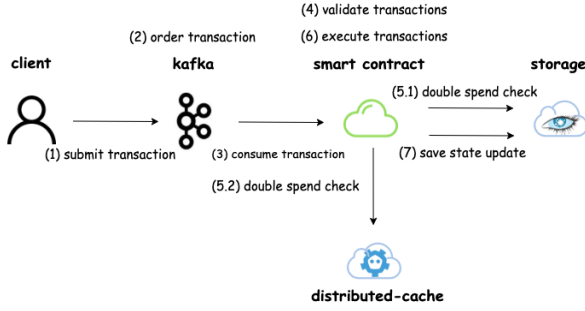 (4) validate transactions
(2) order transaction
(6) execute transactions
client
kafka
smart contract
storage
(5.1) double spend check
(1) submit transaction
(3) consume transaction
(7) save state update
(5.2) double spend check
distributed-cache